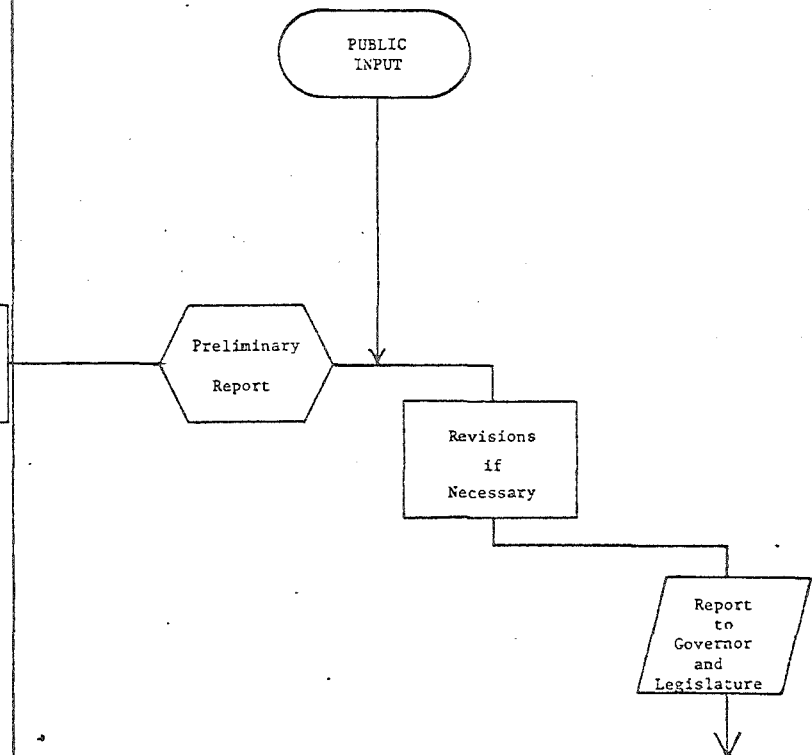 PUBLIC
INPUT
Preliminary
Report
Revisions
if
Necessary
Report
to
Governor
and
Legislature